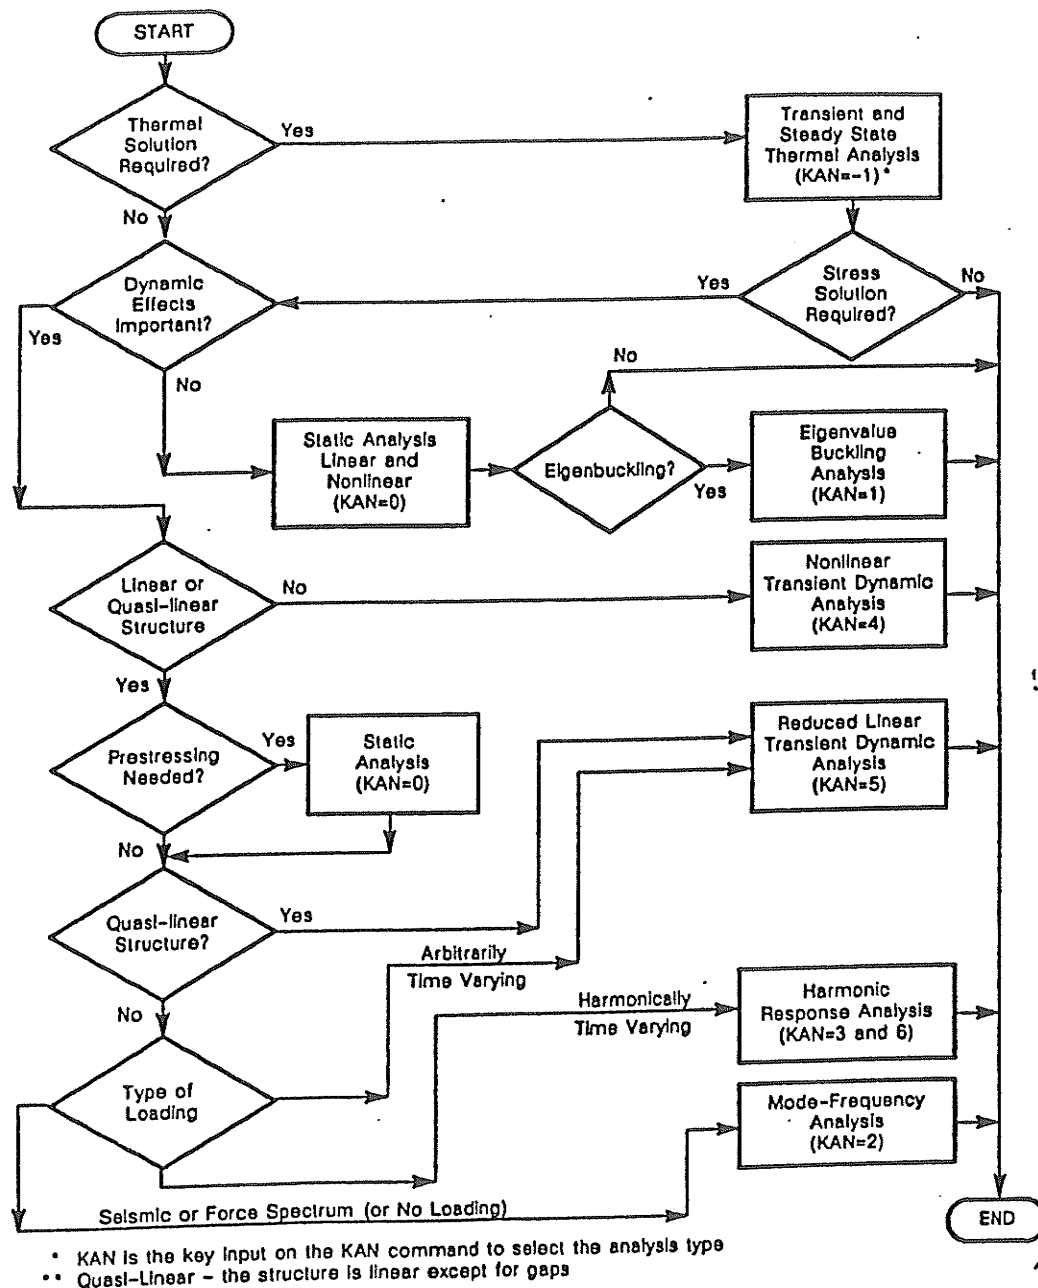 START
Thermal
Solution
Required?
Yes
No
Transient and
Steady State
Thermal Analysis
(KAN=-1)*
Dynamic
Effects
Important?
Yes
No
Stress
Solution
Required?
Yes
No
Static Analysis
Linear and
Nonlinear
(KAN=0)
Eigenbuckling?
No
Yes
Eigenvalue
Buckling
Analysis
(KAN=1)
Linear or
Quasi-linear
Structure
No
Yes
Nonlinear
Transient Dynamic
Analysis
(KAN=4)
Prestressing
Needed?
Yes
No
Static
Analysis
(KAN=0)
Reduced Linear
Transient Dynamic
Analysis
(KAN=5)
Quasi-linear
Structure?
Yes
No
Arbitrarily
Time Varying
Harmonically
Time Varying
Harmonic
Response Analysis
(KAN=3 and 6)
Type of
Loading
Mode-Frequency
Analysis
(KAN=2)
Seismic or Force Spectrum (or No Loading)
END
* KAN is the key input on the KAN command to select the analysis type
** Quasi-Linear - the structure is linear except for gaps